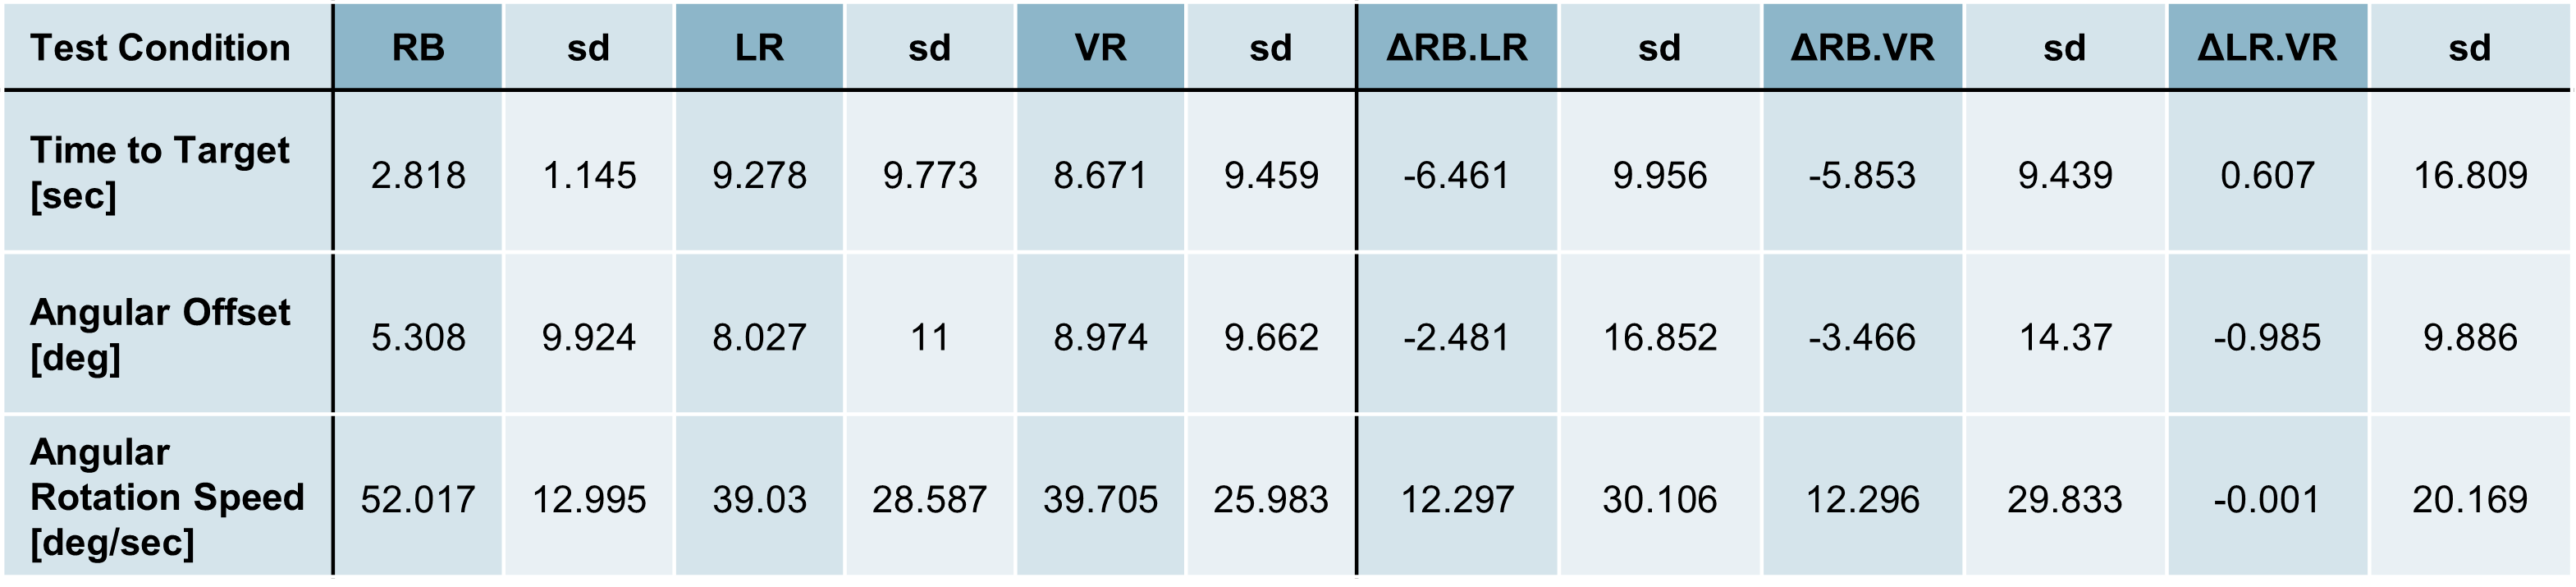 Test Condition RB sd LR sd VR sd ΔRB.LR sd ΔRB.VR sd ΔLR.VR sd
Time to Target
[sec] 2.818 1.145 9.278 9.773 8.671 9.459 -6.461 9.956 -5.853 9.439 0.607 16.809
Angular Offset
[deg] 5.308 9.924 8.027 11 8.974 9.662 -2.481 16.852 -3.466 14.37 -0.985 9.886
Angular
Rotation Speed 52.017 12.995 39.03 28.587 39.705 25.983 12.297 30.106 12.296 29.833 -0.001 20.169
[deg/sec]